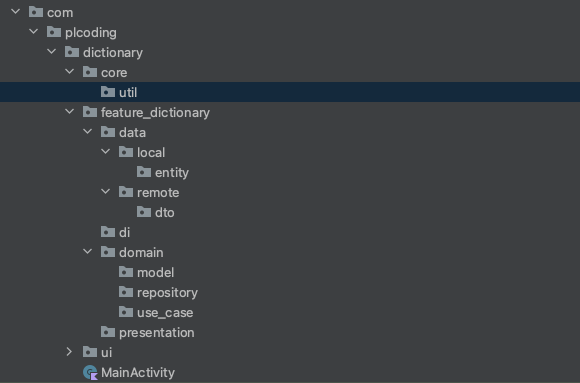 com
plcoding
dictionary
core
util
feature_dictionary
data
local
entity
remote
dto
di
domain
model
repository
use_case
presentation
ui
MainActivity